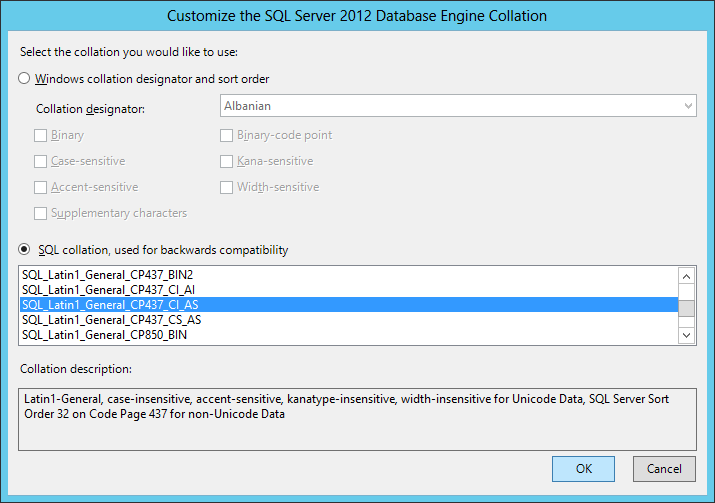 Customize the SQL Server 2012 Database Engine Collation
Select the collation you would like to use:
Windows collation designator and sort order
Collation designator: Albanian
Binary Binary-code point
Case-sensitive Kana-sensitive
Accent-sensitive Width-sensitive
Supplementary characters
SQL collation, used for backwards compatibility
SQL_Latin1_General_CP437_BIN2
SQL_Latin1_General_CP437_CI_AI
SQL_Latin1_General_CP437_CI_AS
SQL_Latin1_General_CP437_CS_AS
SQL_Latin1_General_CP850_BIN
Collation description:
Latin1-General, case-insensitive, accent-sensitive, kanatype-insensitive, width-insensitive for Unicode Data, SQL Server Sort
Order 32 on Code Page 437 for non-Unicode Data
OK Cancel